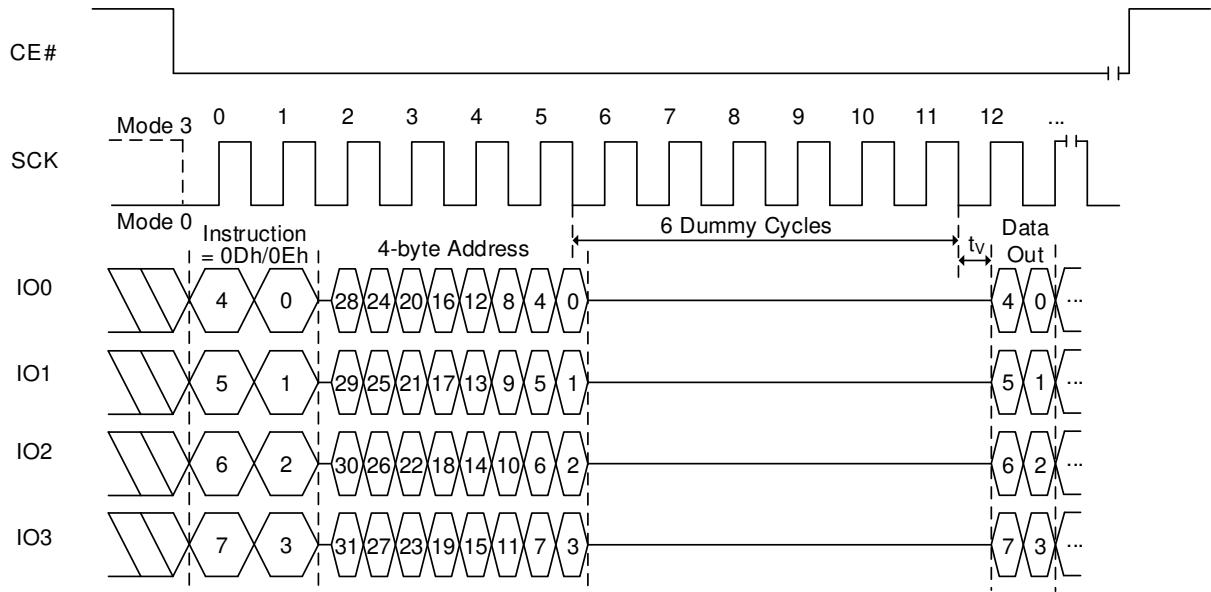 CE#
Mode 3 0 1 2 3 4 5 6 7 8 9 10 11 12 ...
SCK
Mode 0
Instruction
= 0Dh/0Eh
4-byte Address
6 Dummy Cycles
tV
Data
Out
IO0 4 0 28 24 20 16 12 8 4 0 4 0 ...
IO1 5 1 29 25 21 17 13 9 5 1 5 1 ...
IO2 6 2 30 26 22 18 14 10 6 2 6 2 ...
IO3 7 3 31 27 23 19 15 11 7 3 7 3 ...